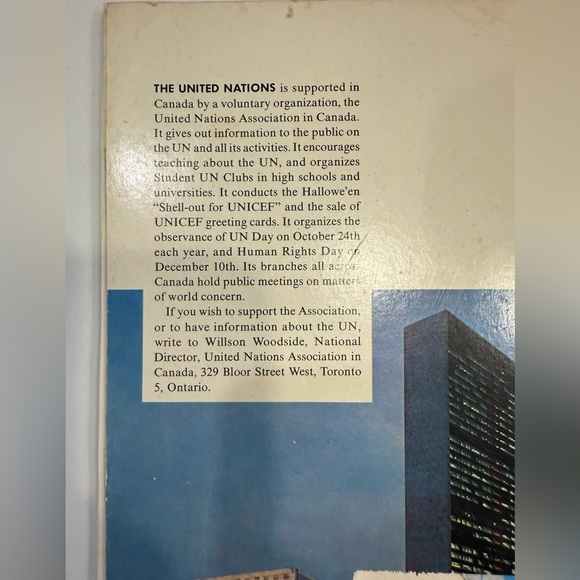 THE UNITED NATIONS is supported in
Canada by a voluntary organization, the
United Nations Association in Canada.
It gives out information to the public on
the UN and all its activities. It encourages
teaching about the UN, and organizes
Student UN Clubs in high schools and
universities. It conducts the Hallowe'en
"Shell-out for UNICEF" and the sale of
UNICEF greeting cards. It organizes the
observance of UN Day on October 24th
each year, and Human Rights Day on
December 10th. Its branches all across
Canada hold public meetings on matters
of world concern.
If you wish to support the Association,
or to have information about the UN,
write to Willson Woodside, National
Director, United Nations Association in
Canada, 329 Bloor Street West, Toronto
5, Ontario.